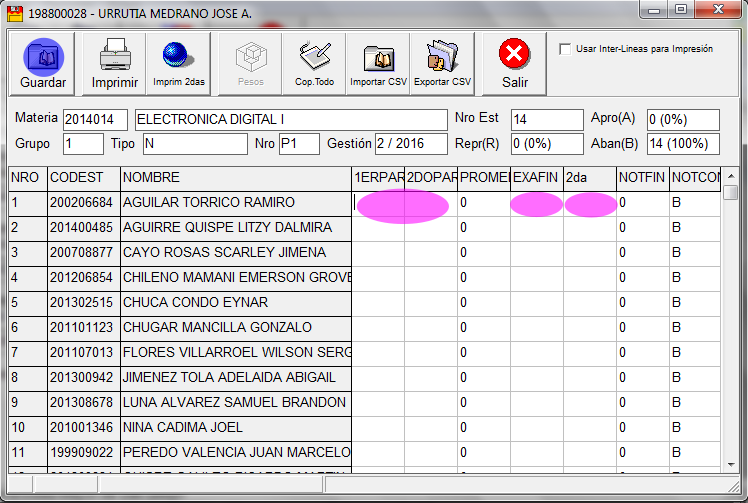 198800028 - URRUTIA MEDRANO JOSE A.
Guardar Imprimir Imprim 2das Pesos Cop.Todo Importar CSV Exportar CSV Salir
Usar Inter-Lineas para Impresión
Materia 2014014 ELECTRONICA DIGITAL I Nro Est 14 Apro(A) 0 (0%)
Grupo 1 Tipo N Nro P1 Gestión 2 / 2016 Repr(R) 0 (0%) Aban(B) 14 (100%)
NRO CODEST NOMBRE 1ERPAR 2DOPAR PROME EXAFIN 2da NOTFIN NOTCON
1 200206684 AGUILAR TORRICO RAMIRO 0 0 B
2 201400485 AGUIRRE QUISPE LITZY DALMIRA 0 0 B
3 200708877 CAYO ROSAS SCARLEY JIMENA 0 0 B
4 201206854 CHILENO MAMANI EMERSON GROVE 0 0 B
5 201302515 CHUCA CONDO EYNAR 0 0 B
6 201101123 CHUGAR MANCILLA GONZALO 0 0 B
7 201107013 FLORES VILLARROEL WILSON SERG 0 0 B
8 201300942 JIMENEZ TOLA ADELAIDA ABIGAIL 0 0 B
9 201308678 LUNA ALVAREZ SAMUEL BRANDON 0 0 B
10 201001346 NINA CADIMA JOEL 0 0 B
11 199909022 PEREDO VALENCIA JUAN MARCELO 0 0 B